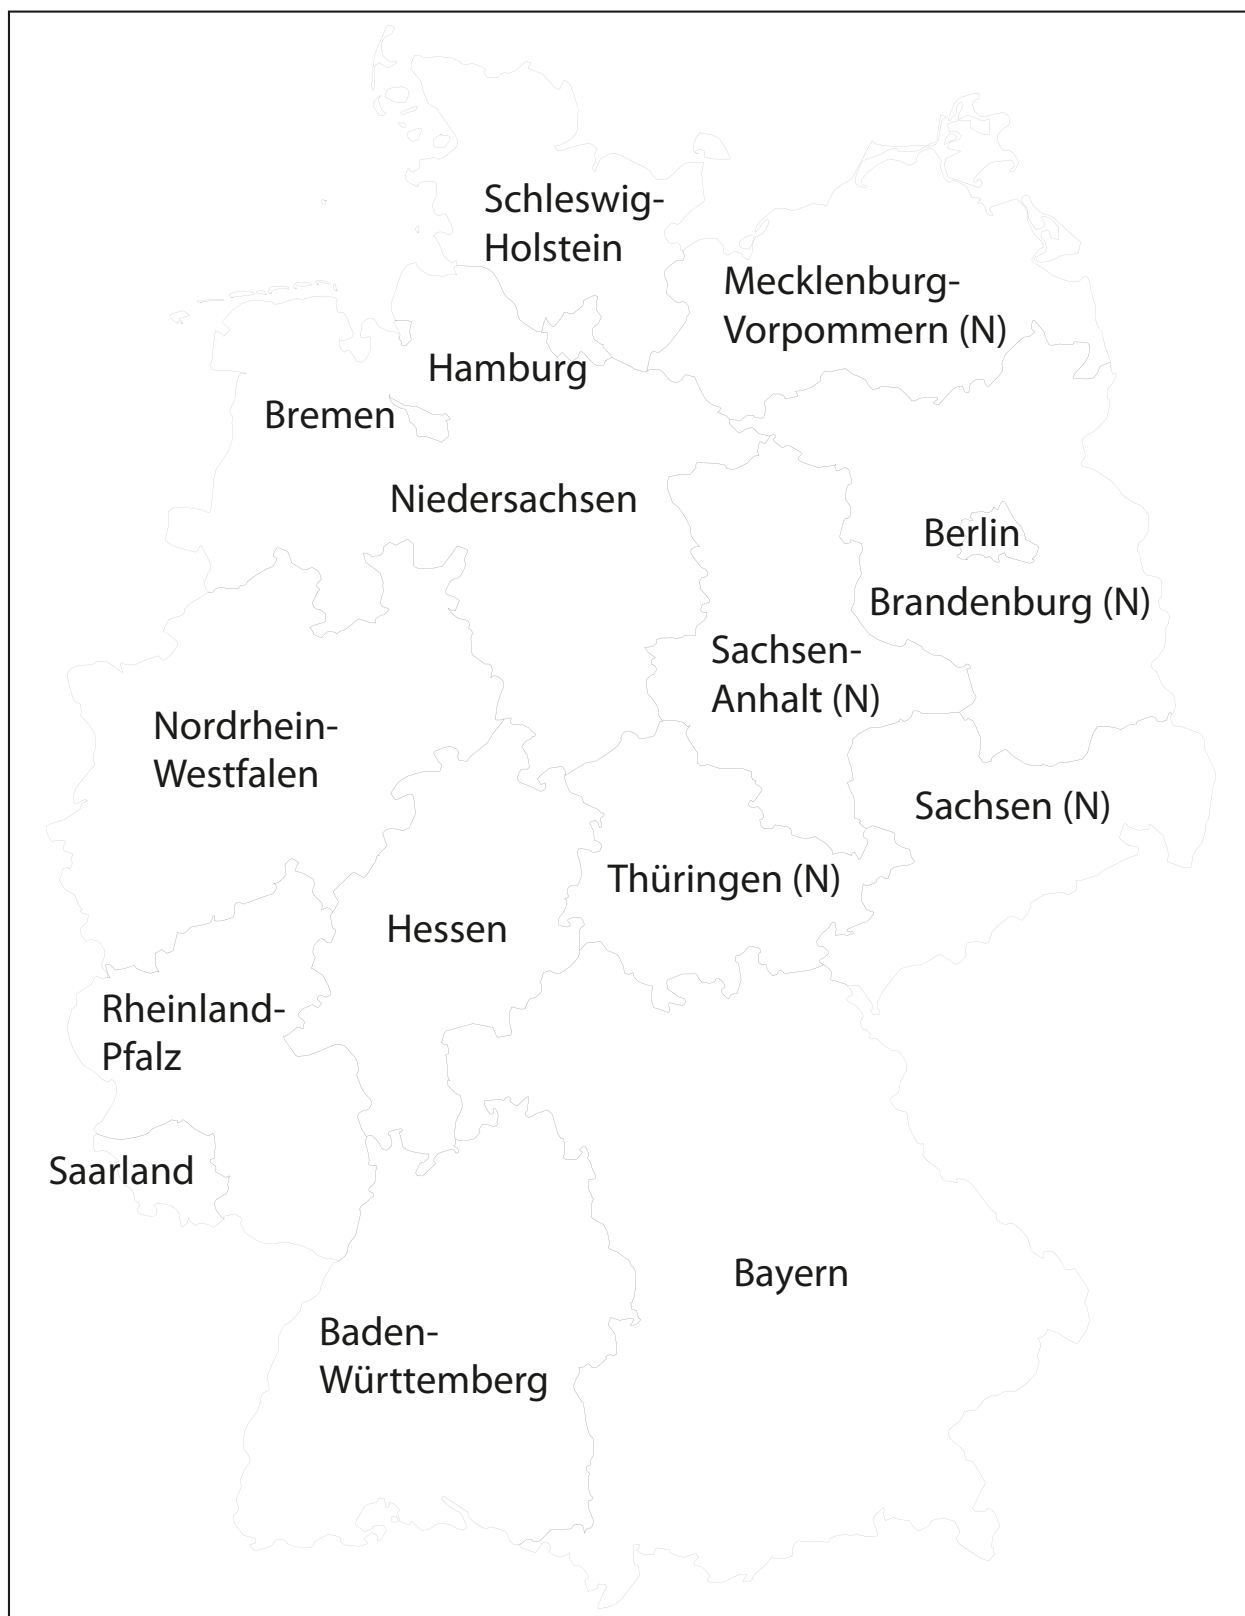 Schleswig-
Holstein
Mecklenburg-
Vorpommern (N)
Hamburg
Bremen
Niedersachsen
Berlin
Brandenburg (N)
Sachsen-
Anhalt (N)
Nordrhein-
Westfalen
Sachsen (N)
Thüringen (N)
Hessen
Rheinland-
Pfalz
Saarland
Bayern
Baden-
Württemberg